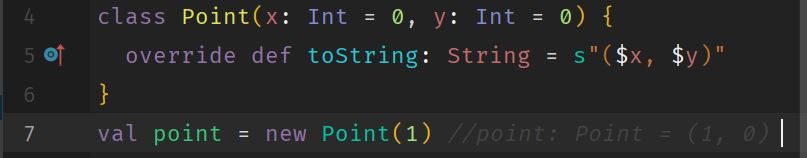 4 class Point(x: Int = 0, y: Int = 0) {
5 override def toString: String = s"($x, $y)"
6 }
7 val point = new Point(1) //point: Point = (1, 0)